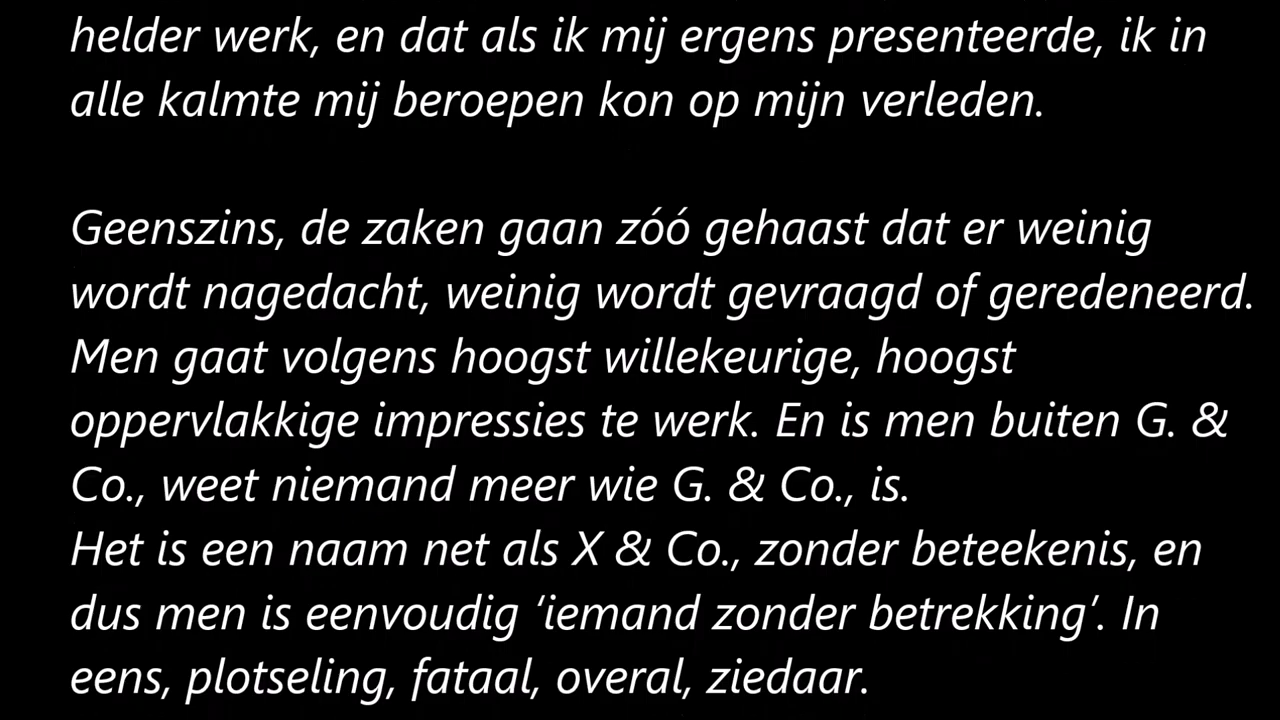 helder werk, en dat als ik mij ergens presenteerde, ik in
alle kalmte mij beroepen kon op mijn verleden.
Geenszins, de zaken gaan zóó gehaast dat er weinig
wordt nagedacht, weinig wordt gevraagd of geredeneerd.
Men gaat volgens hoogst willekeurige, hoogst
oppervlakkige impressies te werk. En is men buiten G. &
Co., weet niemand meer wie G. & Co., is.
Het is een naam net als X & Co., zonder beteekenis, en
dus men is eenvoudig ‘iemand zonder betrekking’. In
eens, plotseling, fataal, overal, ziedaar.